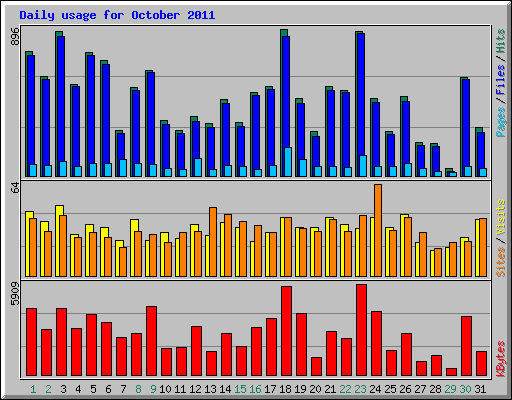 Daily usage for October 2011
896
64
5909
Pages / Files / Hits
Sites / Visits
KBytes
1 2 3 4 5 6 7 8 9 10 11 12 13 14 15 16 17 18 19 20 21 22 23 24 25 26 27 28 29 30 31